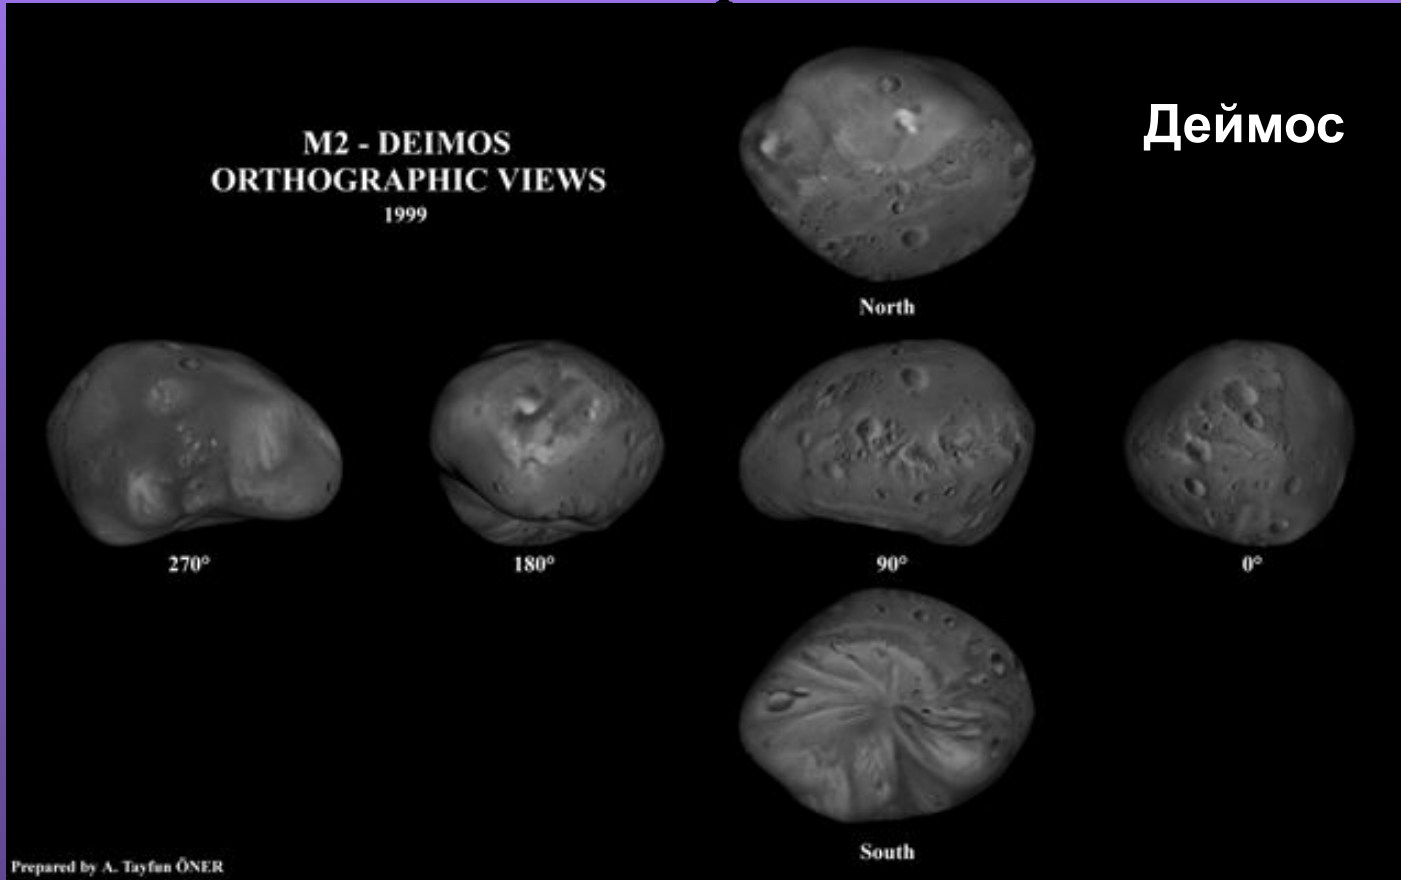 M2 - DEIMOS
ORTHOGRAPHIC VIEWS
1999
Деймос
North
270°
180°
90°
0°
South
Prepared by A. Tayfun ÖNER